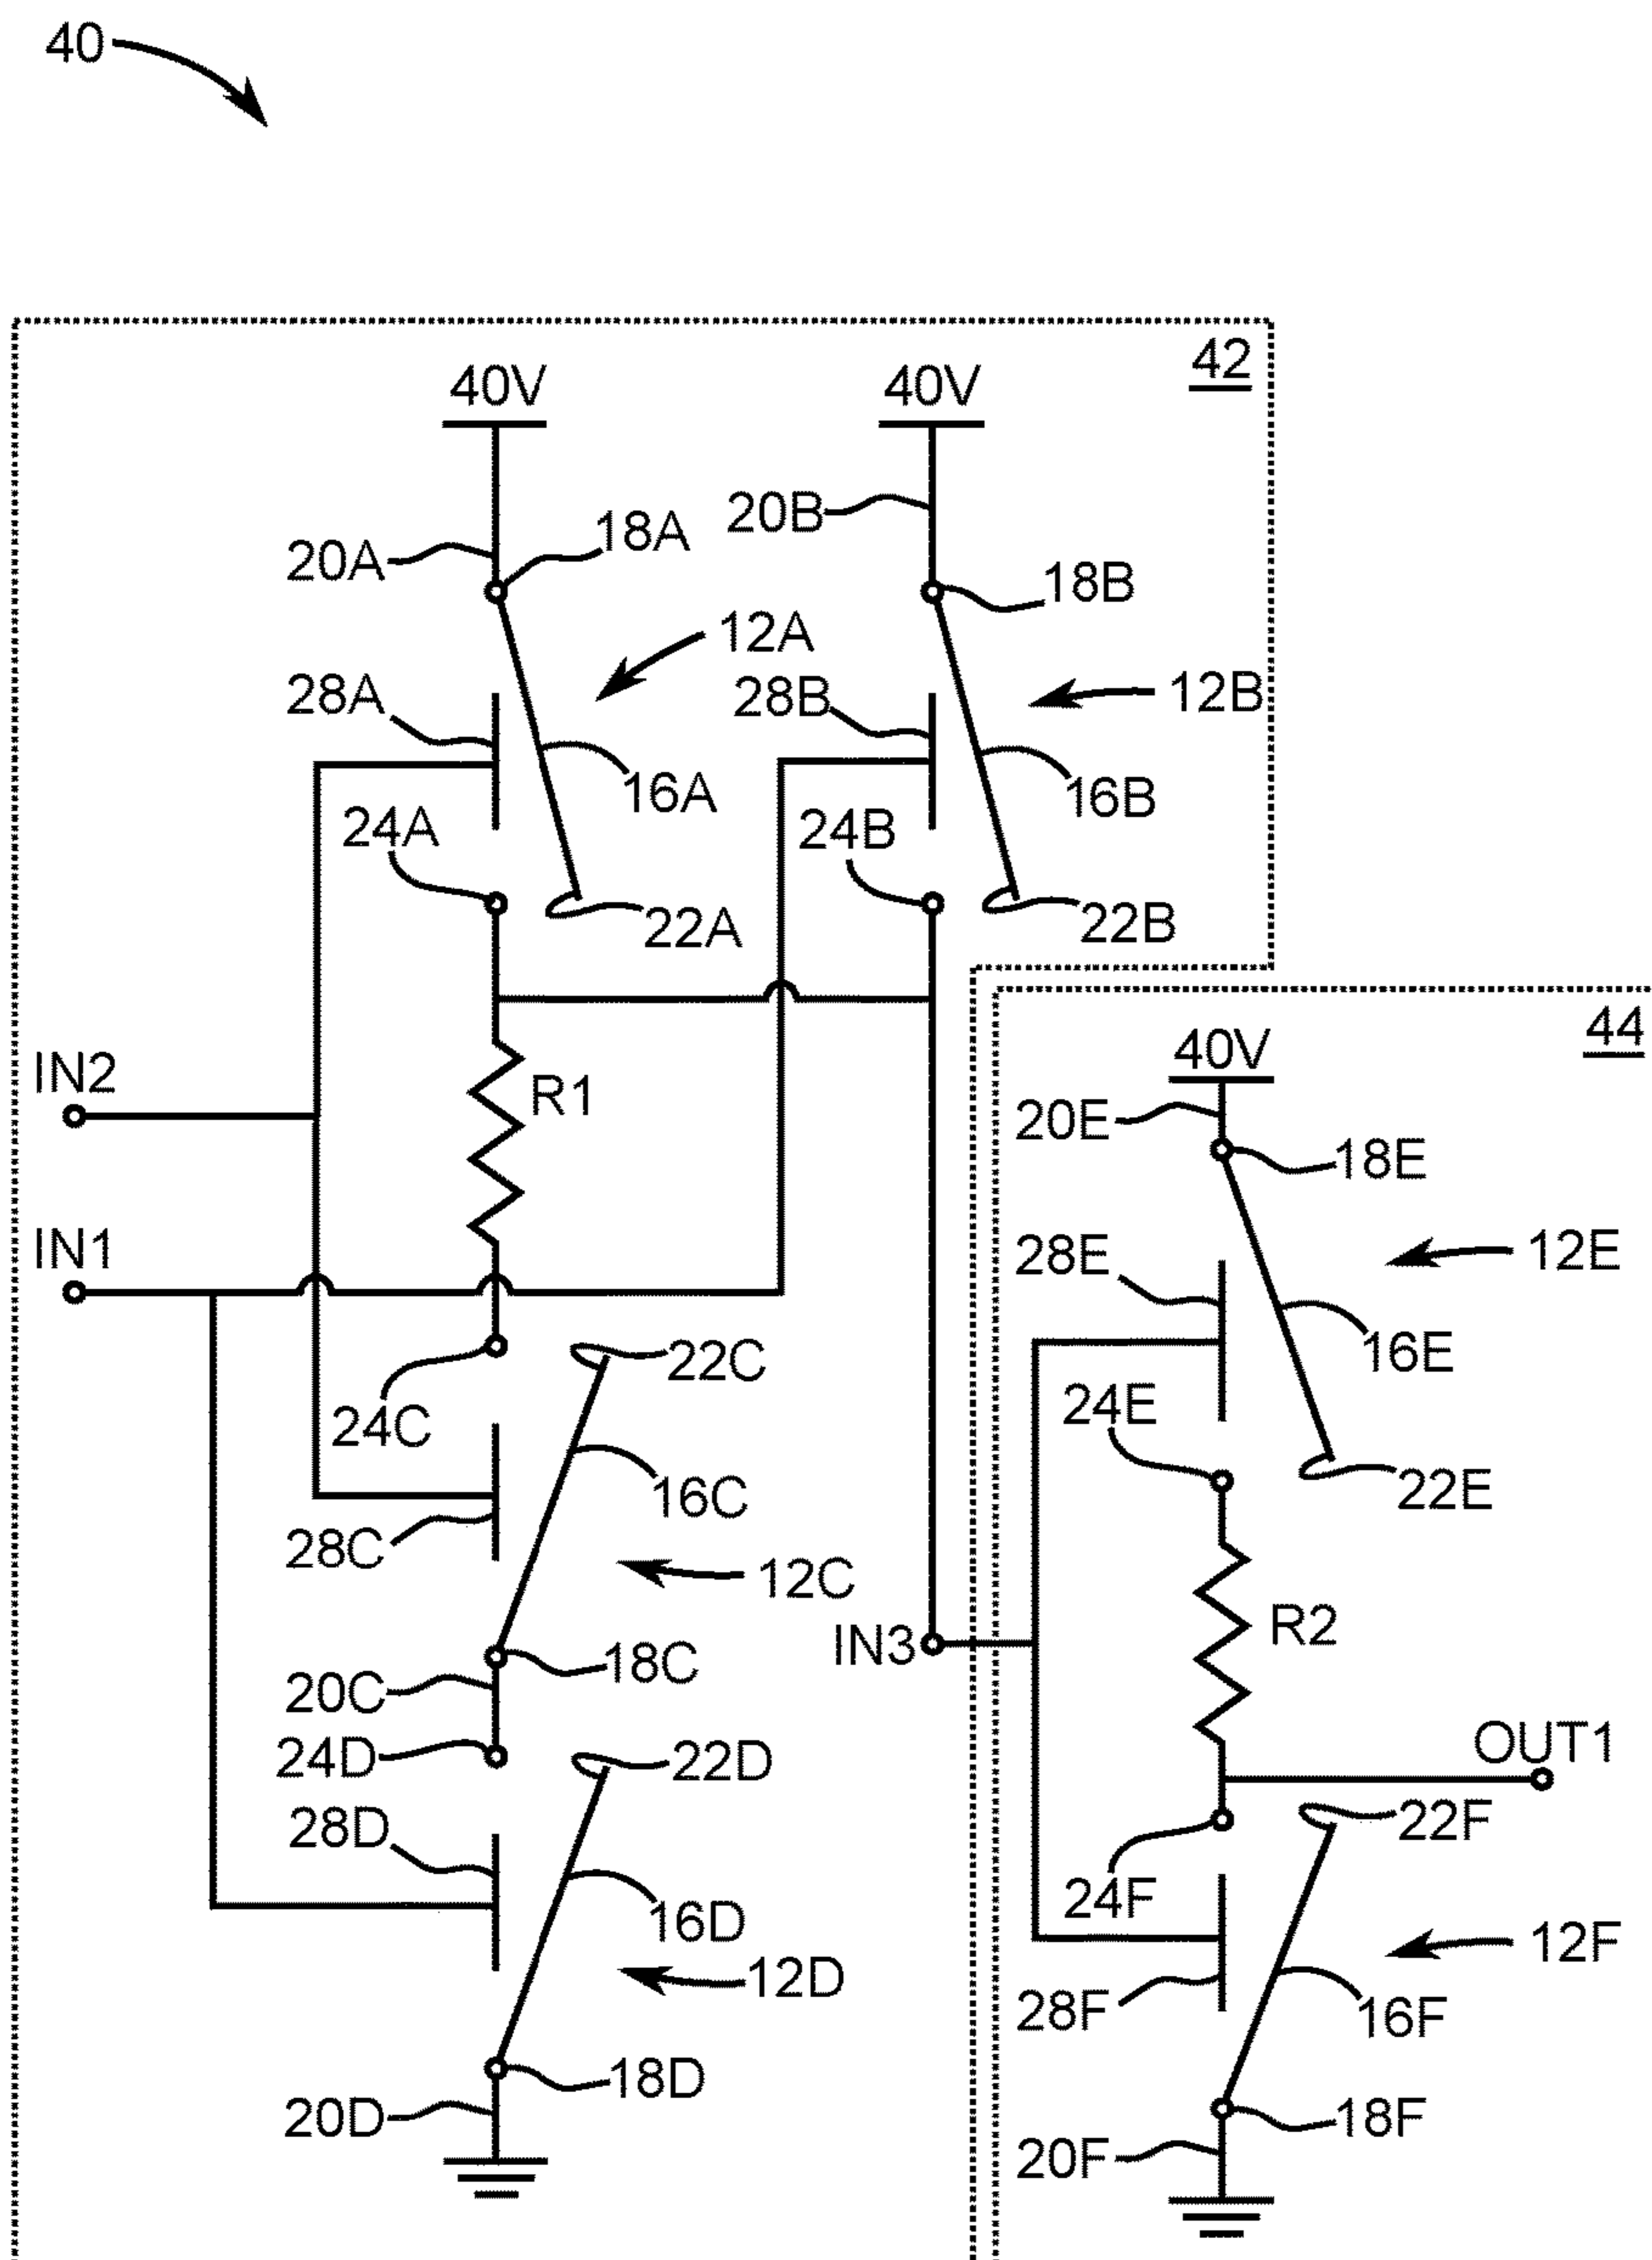 40
42
40V
40V
20B
18A
20A
18B
12A
28A
28B
12B
16A
16B
24A
24B
22A
22B
44
40V
IN2
R1
20E
18E
IN1
28E
12E
22C
16E
24E
24C
16C
22E
28C
12C
R2
IN3
18C
20C
OUT1
24D
22D
28D
22F
24F
16D
12F
12D
28F
16F
18D
20D
18F
20F